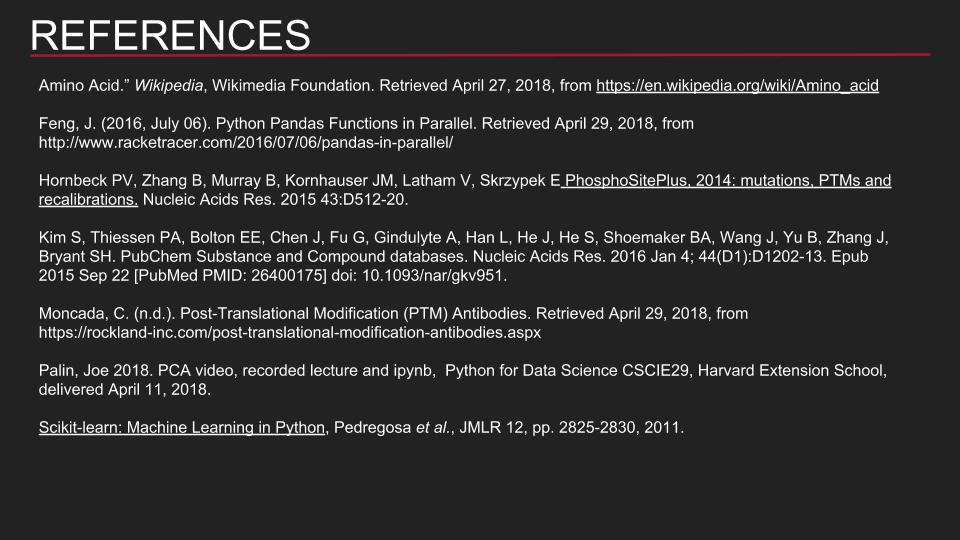 REFERENCES
Amino Acid.” Wikipedia, Wikimedia Foundation. Retrieved April 27, 2018, from https://en.wikipedia.org/wiki/Amino_acid
Feng, J. (2016, July 06). Python Pandas Functions in Parallel. Retrieved April 29, 2018, from
http://www.racketracer.com/2016/07/06/pandas-in-parallel/
Hornbeck PV, Zhang B, Murray B, Kornhauser JM, Latham V, Skrzypek E PhosphoSitePlus, 2014: mutations, PTMs and
recalibrations. Nucleic Acids Res. 2015 43:D512-20.
Kim S, Thiessen PA, Bolton EE, Chen J, Fu G, Gindulyte A, Han L, He J, He S, Shoemaker BA, Wang J, Yu B, Zhang J,
Bryant SH. PubChem Substance and Compound databases. Nucleic Acids Res. 2016 Jan 4; 44(D1):D1202-13. Epub
2015 Sep 22 [PubMed PMID: 26400175] doi: 10.1093/nar/gkv951.
Moncada, C. (n.d.). Post-Translational Modification (PTM) Antibodies. Retrieved April 29, 2018, from
https://rockland-inc.com/post-translational-modification-antibodies.aspx
Palin, Joe 2018. PCA video, recorded lecture and ipynb, Python for Data Science CSCIE29, Harvard Extension School,
delivered April 11, 2018.
Scikit-learn: Machine Learning in Python, Pedregosa et al., JMLR 12, pp. 2825-2830, 2011.